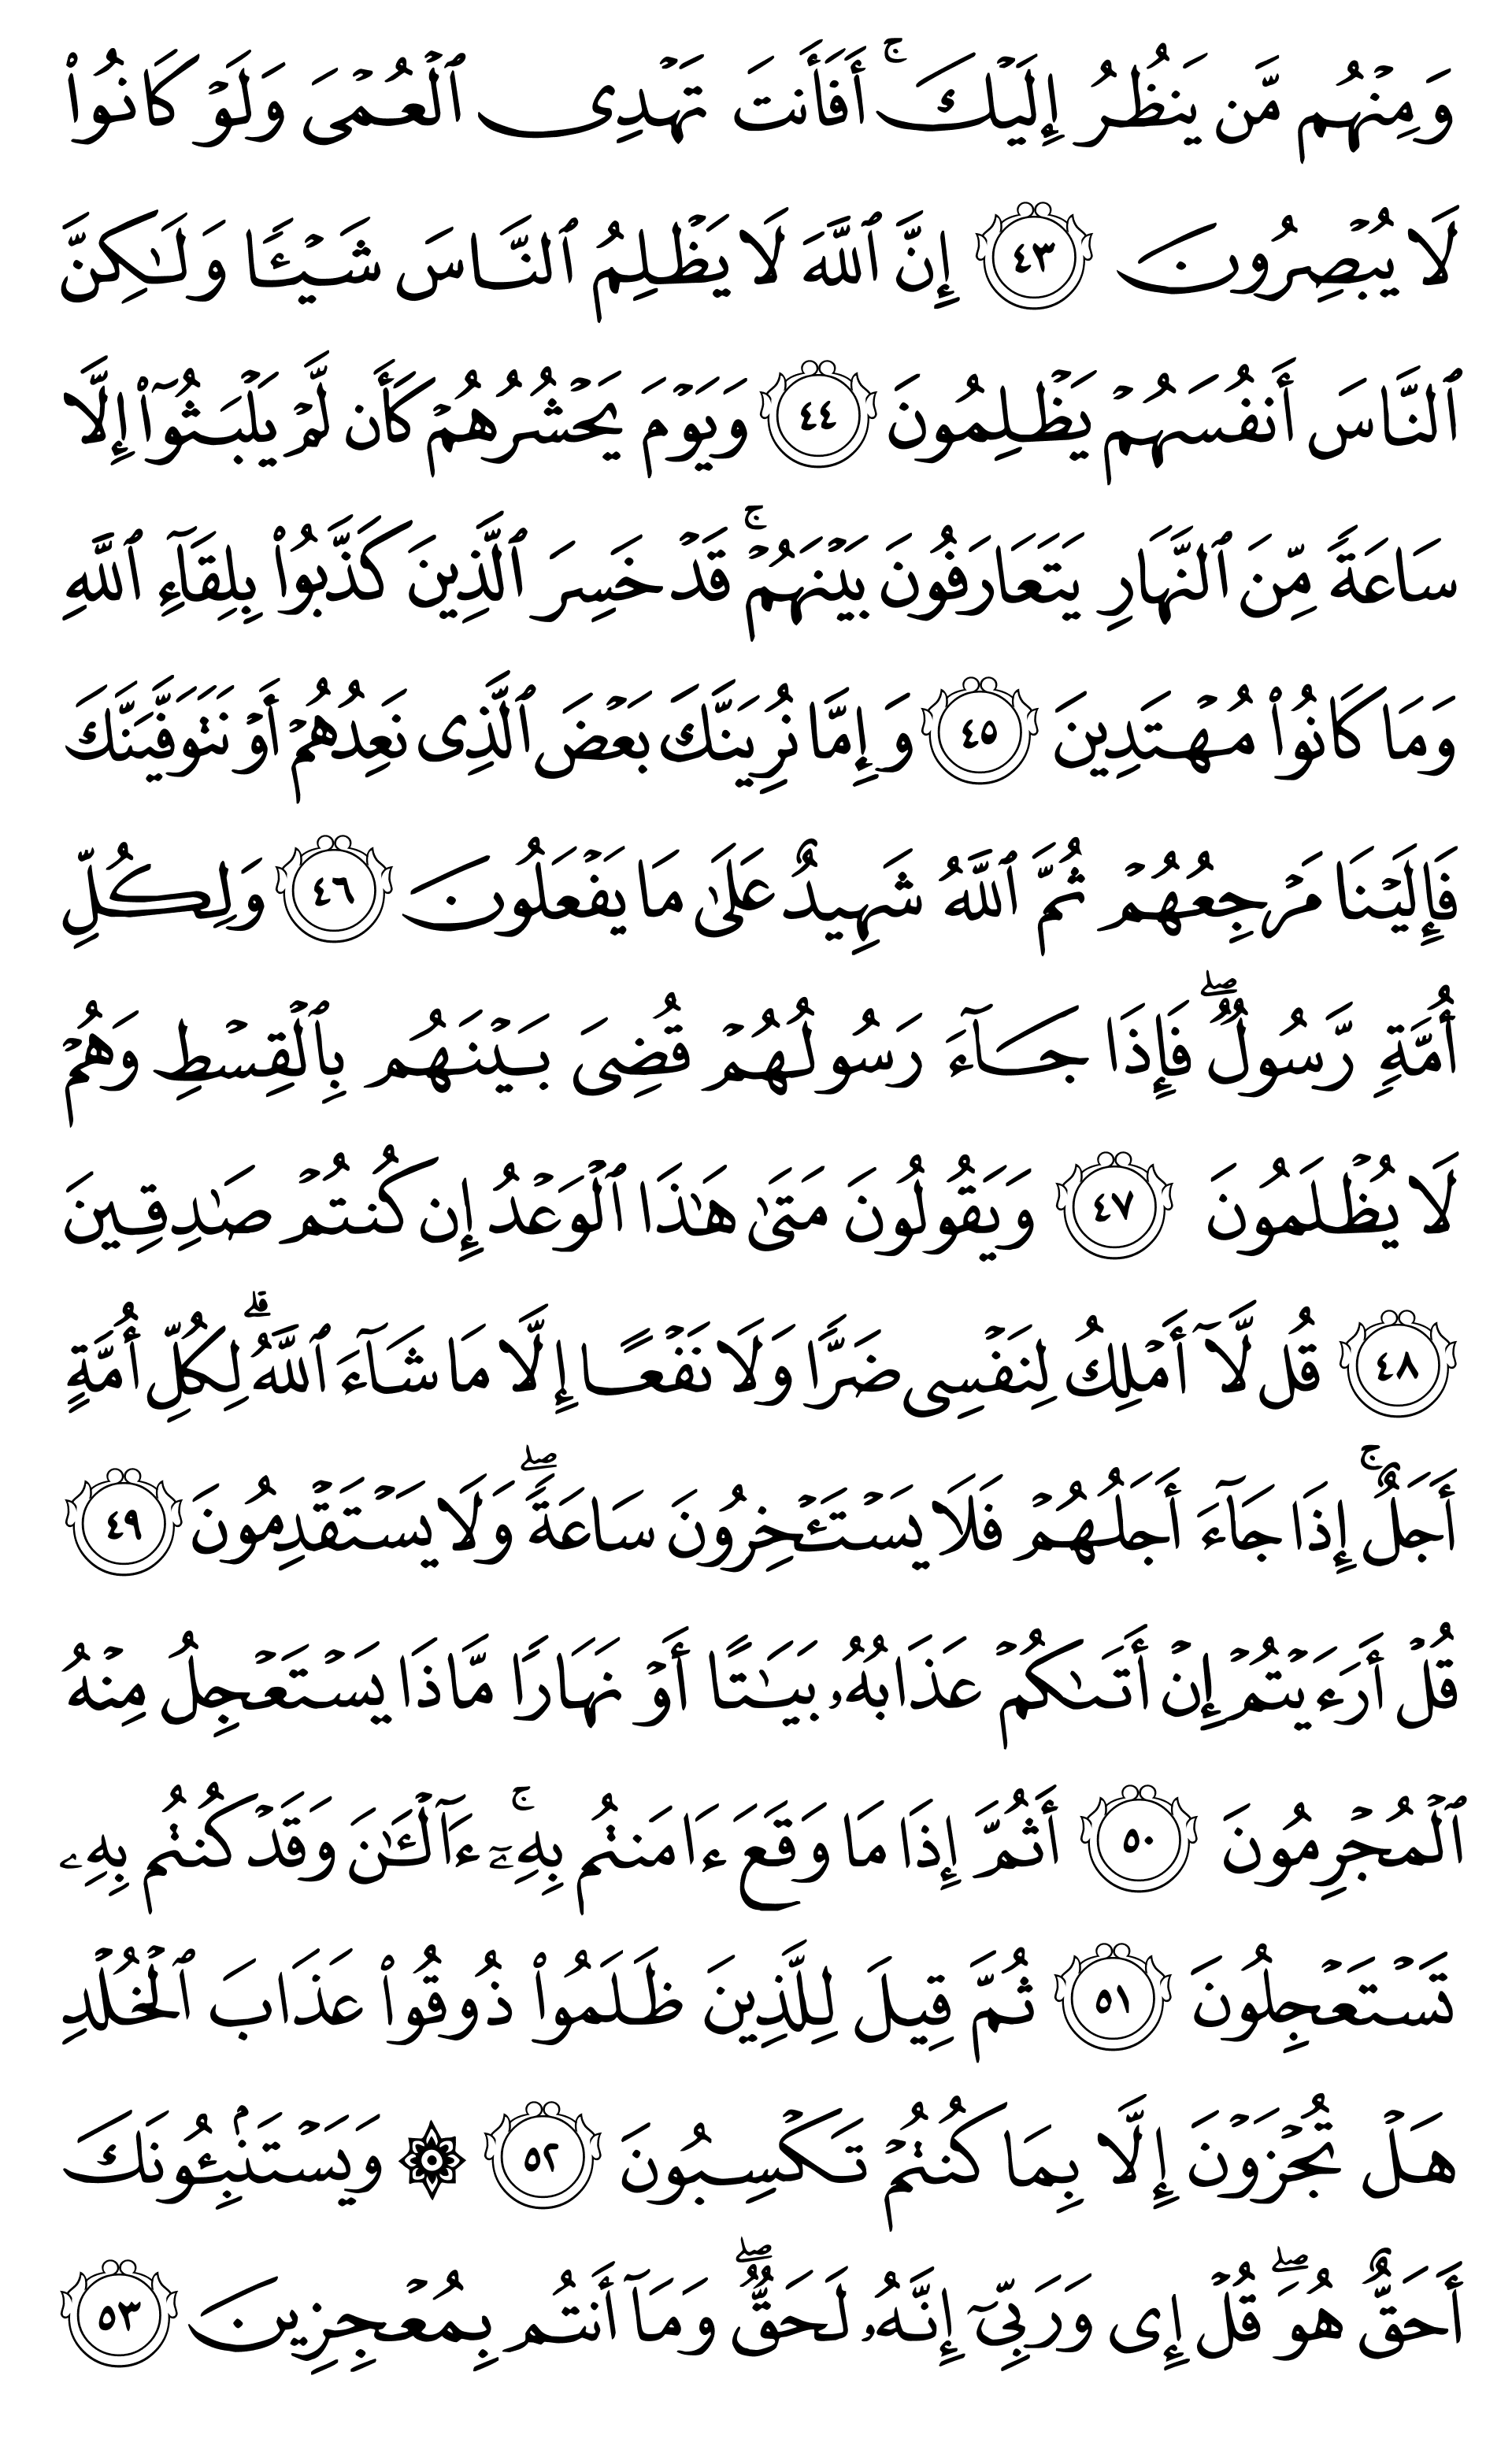 وَمِنْهُم مَّن يَنظُرُ إِلَيْكَ ۚ أَفَأَنتَ تَهْدِى ٱلْعُمْىَ وَلَوْ كَانُوا۟
لَا يُبْصِرُونَ ٤٣ إِنَّ ٱللَّهَ لَا يَظْلِمُ ٱلنَّاسَ شَيْـًٔا وَلَـٰكِنَّ
ٱلنَّاسَ أَنفُسَهُمْ يَظْلِمُونَ ٤٤ وَيَوْمَ يَحْشُرُهُمْ كَأَن لَّمْ يَلْبَثُوٓا۟ إِلَّا
سَاعَةً مِّنَ ٱلنَّهَارِ يَتَعَارَفُونَ بَيْنَهُمْ ۚ قَدْ خَسِرَ ٱلَّذِينَ كَذَّبُوا۟ بِلِقَآءِ ٱللَّهِ
وَمَا كَانُوا۟ مُهْتَدِينَ ٤٥ وَإِمَّا نُرِيَنَّكَ بَعْضَ ٱلَّذِى نَعِدُهُمْ أَوْ نَتَوَفَّيَنَّكَ
فَإِلَيْنَا مَرْجِعُهُمْ ثُمَّ ٱللَّهُ شَهِيدٌ عَلَىٰ مَا يَفْعَلُونَ ٤٦ وَلِكُلِّ
أُمَّةٍ رَّسُولٌ ۖ فَإِذَا جَآءَ رَسُولُهُمْ قُضِىَ بَيْنَهُم بِٱلْقِسْطِ وَهُمْ
لَا يُظْلَمُونَ ٤٧ وَيَقُولُونَ مَتَىٰ هَـٰذَا ٱلْوَعْدُ إِن كُنتُمْ صَـٰدِقِينَ
٤٨ قُل لَّآ أَمْلِكُ لِنَفْسِى ضَرًّا وَلَا نَفْعًا إِلَّا مَا شَآءَ ٱللَّهُ ۗ لِكُلِّ أُمَّةٍ
أَجَلٌ ۚ إِذَا جَآءَ أَجَلُهُمْ فَلَا يَسْتَـْٔخِرُونَ سَاعَةً ۖ وَلَا يَسْتَقْدِمُونَ ٤٩
قُلْ أَرَءَيْتُمْ إِنْ أَتَىٰكُمْ عَذَابُهُۥ بَيَـٰتًا أَوْ نَهَارًا مَّاذَا يَسْتَعْجِلُ مِنْهُ
ٱلْمُجْرِمُونَ ٥٠ أَثُمَّ إِذَا مَا وَقَعَ ءَامَنتُم بِهِۦٓ ۚ ءَآلْـَٔـٰنَ وَقَدْ كُنتُم بِهِۦ
تَسْتَعْجِلُونَ ٥١ ثُمَّ قِيلَ لِلَّذِينَ ظَلَمُوا۟ ذُوقُوا۟ عَذَابَ ٱلْخُلْدِ
هَلْ تُجْزَوْنَ إِلَّا بِمَا كُنتُمْ تَكْسِبُونَ ٥٢ ۞ وَيَسْتَنۢبِـُٔونَكَ
أَحَقٌّ هُوَ ۖ قُلْ إِى وَرَبِّىٓ إِنَّهُۥ لَحَقٌّ ۖ وَمَآ أَنتُم بِمُعْجِزِينَ ٥٣